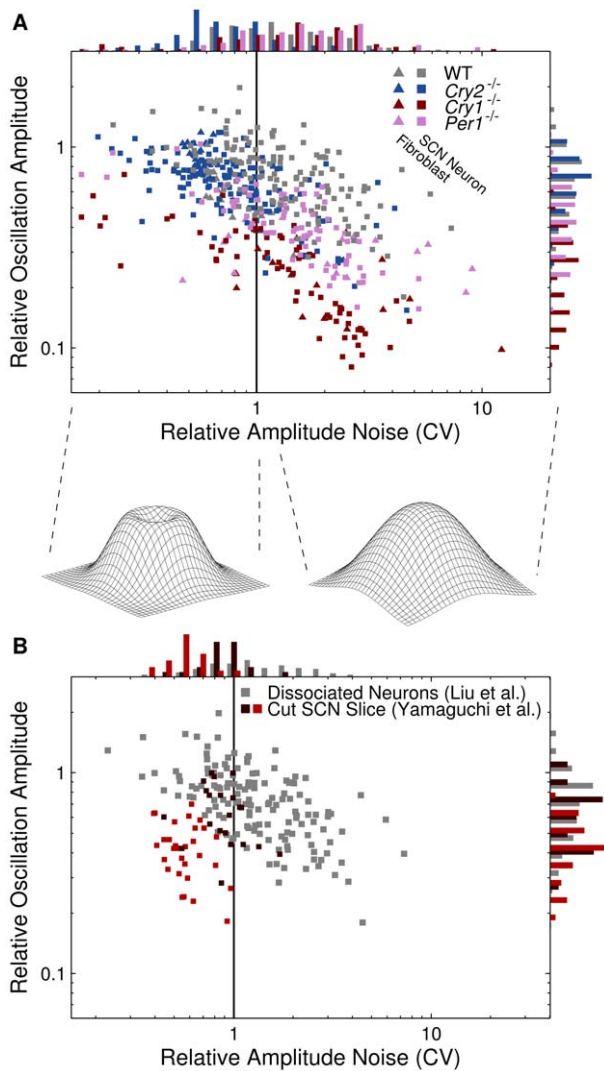 A
WT
Cry2-/-
Cry1-/-
Per1-/-
SCN Neuron
Fibroblast
Relative Oscillation Amplitude
1
0.1
1
10
Relative Amplitude Noise (CV)
B
Dissociated Neurons (Liu et al.)
Cut SCN Slice (Yamaguchi et al.)
Relative Oscillation Amplitude
1
0.1
1
10
Relative Amplitude Noise (CV)